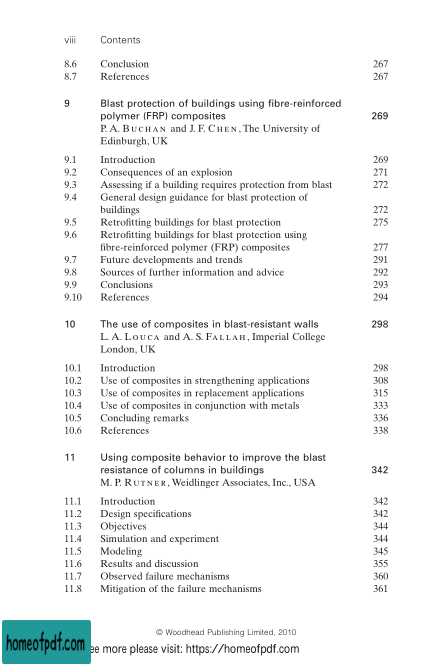 viii Contents
8.6 Conclusion 267
8.7 References 267
9 Blast protection of buildings using fibre-reinforced
polymer (FRP) composites 269
P. A. Buchan and J. F. Chen, The University of
Edinburgh, UK
9.1 Introduction 269
9.2 Consequences of an explosion 271
9.3 Assessing if a building requires protection from blast 272
9.4 General design guidance for blast protection of
buildings 272
9.5 Retrofitting buildings for blast protection 275
9.6 Retrofitting buildings for blast protection using
fibre-reinforced polymer (FRP) composites 277
9.7 Future developments and trends 291
9.8 Sources of further information and advice 292
9.9 Conclusions 293
9.10 References 294
10 The use of composites in blast-resistant walls 298
L. A. Louca and A. S. Fallah, Imperial College
London, UK
10.1 Introduction 298
10.2 Use of composites in strengthening applications 308
10.3 Use of composites in replacement applications 315
10.4 Use of composites in conjunction with metals 333
10.5 Concluding remarks 336
10.6 References 338
11 Using composite behavior to improve the blast
resistance of columns in buildings 342
M. P. Rutner, Weidlinger Associates, Inc., USA
11.1 Introduction 342
11.2 Design specifications 342
11.3 Objectives 344
11.4 Simulation and experiment 344
11.5 Modeling 345
11.6 Results and discussion 355
11.7 Observed failure mechanisms 360
11.8 Mitigation of the failure mechanisms 361
© Woodhead Publishing Limited, 2010
homeofpdf.com ee more please visit: https://homeofpdf.com